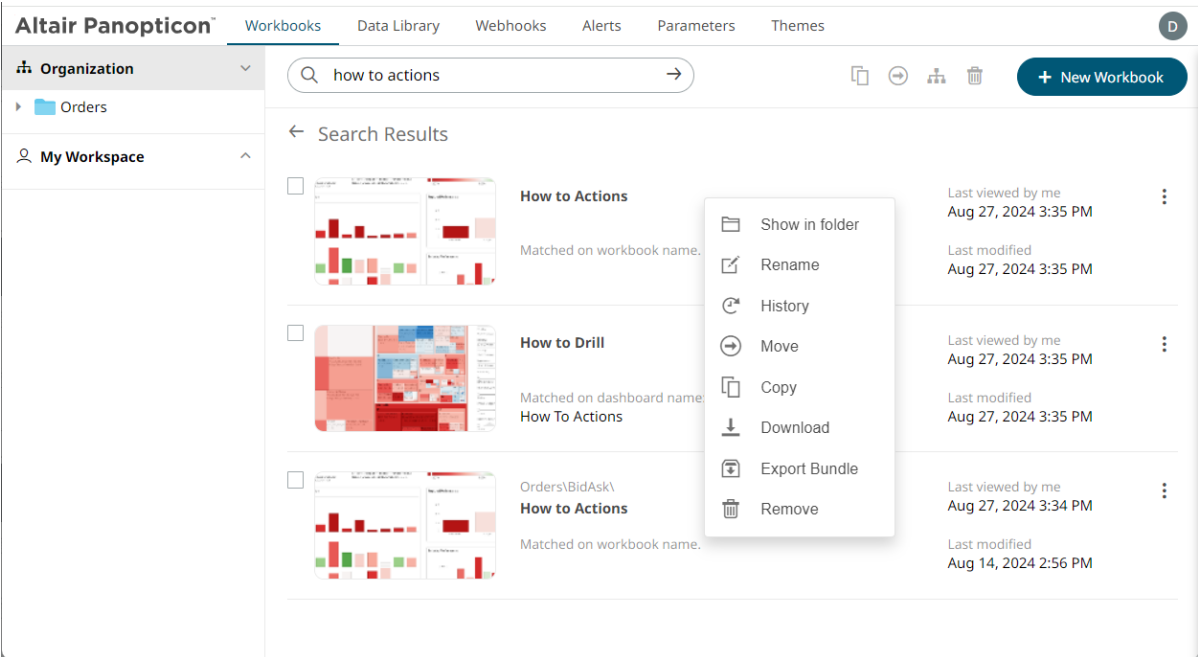 Altair Panopticon™ Workbooks Data Library Webhooks Alerts Parameters Themes D
Organization
Orders
My Workspace
how to actions
+ New Workbook
Search Results
How to Actions
Matched on workbook name.
Last viewed by me
Aug 27, 2024 3:35 PM
Last modified
Aug 27, 2024 3:35 PM
How to Drill
Matched on dashboard name:
How To Actions
Last viewed by me
Aug 27, 2024 3:35 PM
Last modified
Aug 27, 2024 3:35 PM
Orders\BidAsk\
How to Actions
Matched on workbook name.
Last viewed by me
Aug 27, 2024 3:34 PM
Last modified
Aug 14, 2024 2:56 PM
Show in folder
Rename
History
Move
Copy
Download
Export Bundle
Remove